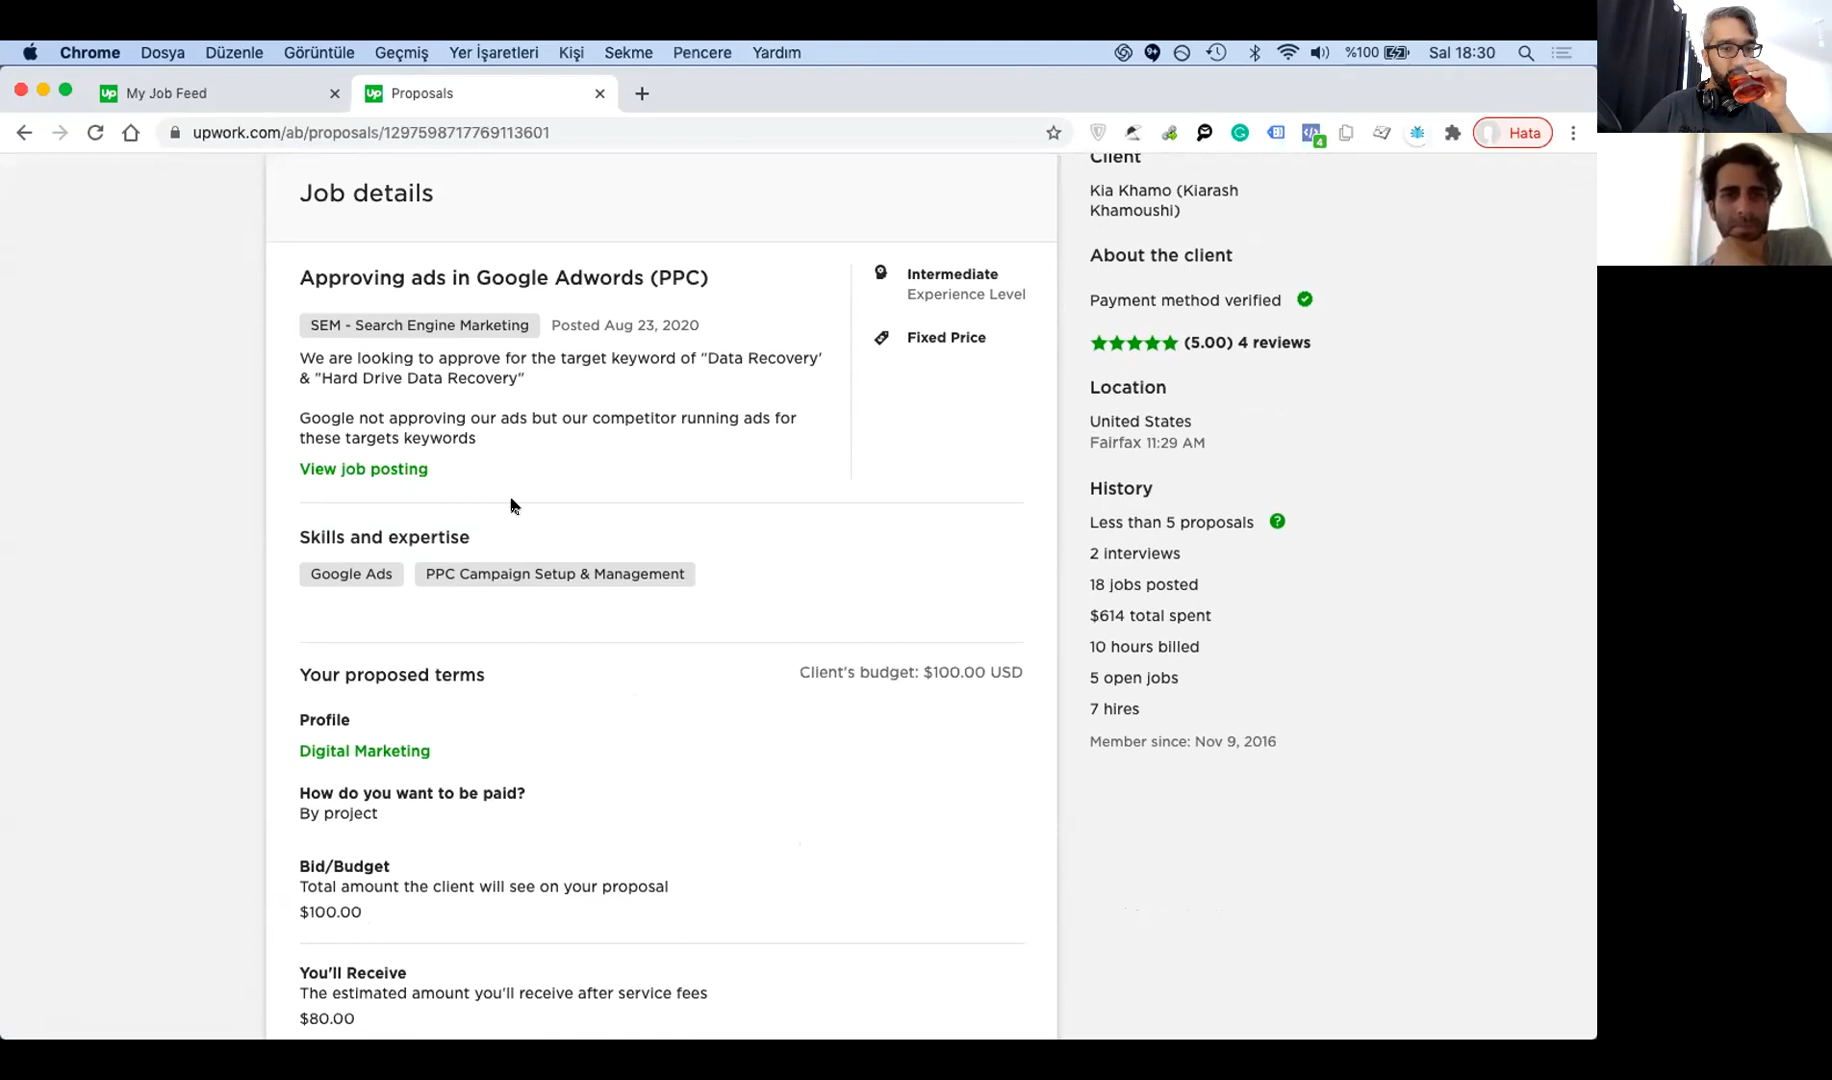 Chrome Dosya Düzenle Görüntüle Geçmiş Yer İşaretleri Kişi Sekme Pencere Yardım %100 Sal 18:30
My Job Feed Proposals
upwork.com/ab/proposals/1297598717769113601 4 Hata
Job details
Approving ads in Google Adwords (PPC)
SEM - Search Engine Marketing Posted Aug 23, 2020
We are looking to approve for the target keyword of "Data Recovery'
& "Hard Drive Data Recovery"
Google not approving our ads but our competitor running ads for
these targets keywords
View job posting
Intermediate
Experience Level
Fixed Price
Skills and expertise
Google Ads PPC Campaign Setup & Management
Your proposed terms Client's budget: $100.00 USD
Profile
Digital Marketing
How do you want to be paid?
By project
Bid/Budget
Total amount the client will see on your proposal
$100.00
You'll Receive
The estimated amount you'll receive after service fees
$80.00
Client
Kia Khamo (Kiarash
Khamoushi)
About the client
Payment method verified
(5.00) 4 reviews
Location
United States
Fairfax 11:29 AM
History
Less than 5 proposals ?
2 interviews
18 jobs posted
$614 total spent
10 hours billed
5 open jobs
7 hires
Member since: Nov 9, 2016